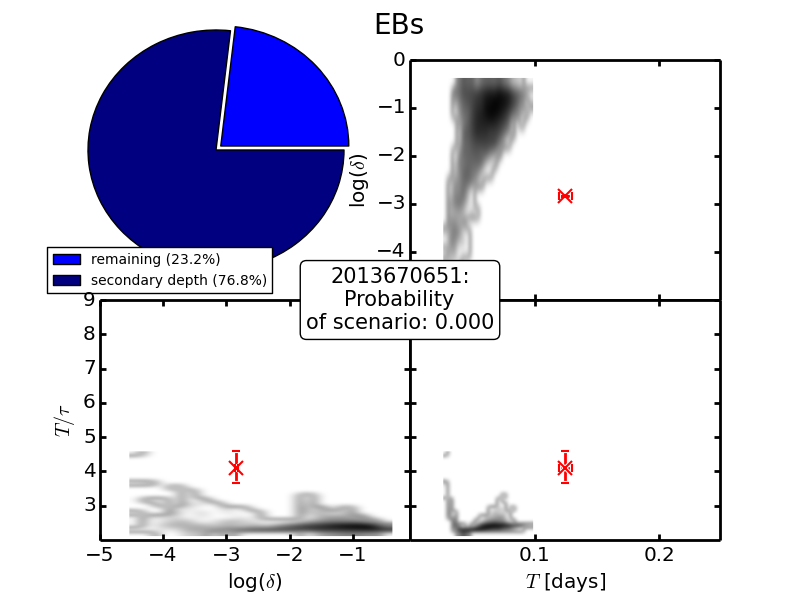 EBs
remaining (23.2%)
secondary depth (76.8%)
0
−1
−2
−3
−4
log(δ)
2013670651:
Probability
of scenario: 0.000
9
8
7
6
5
4
3
T/τ
−5 −4 −3 −2 −1
log(δ)
0.1 0.2
T [days]